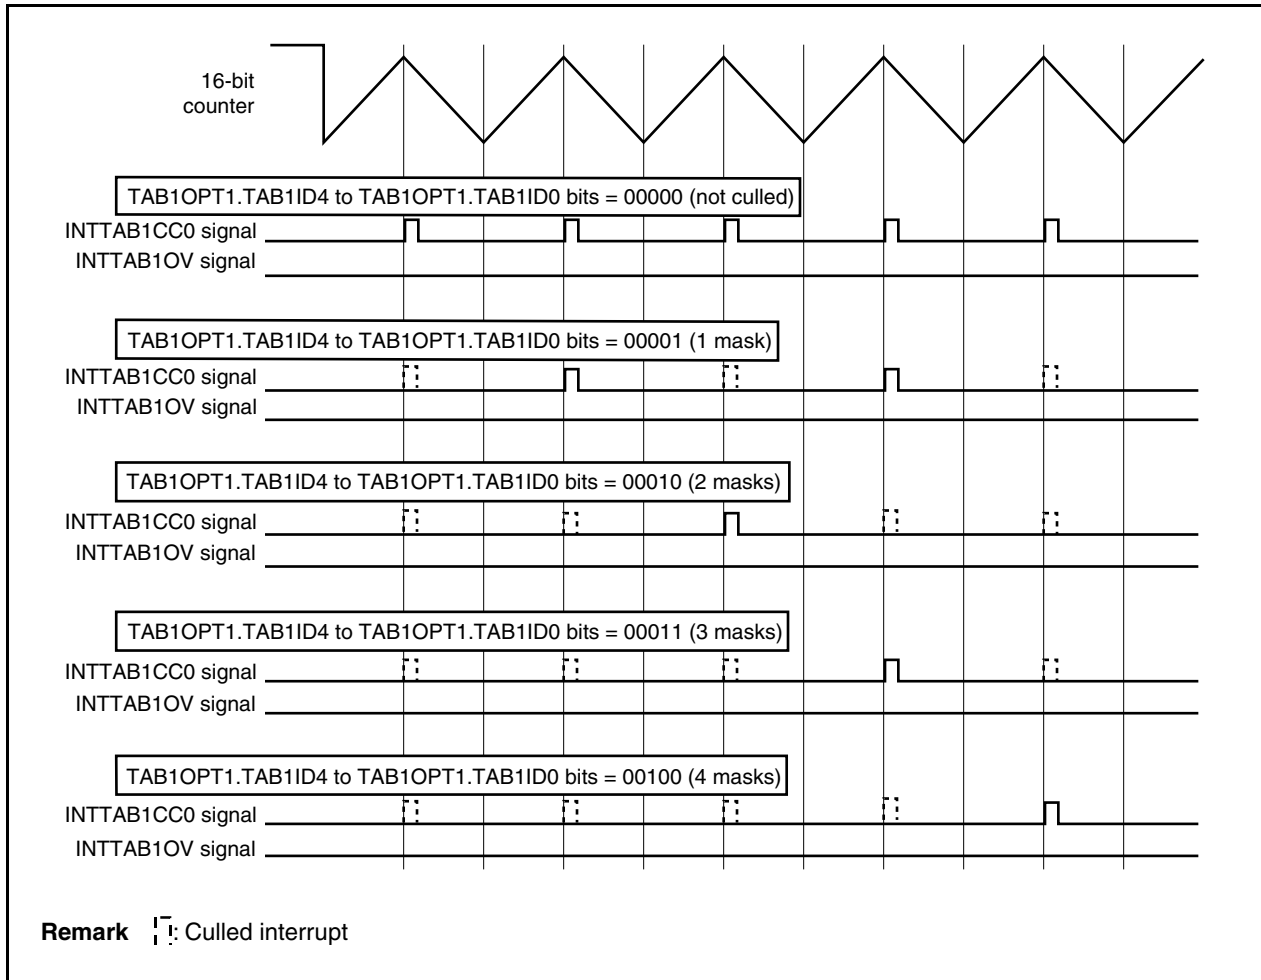 16-bit
counter
TAB1OPT1.TAB1ID4 to TAB1OPT1.TAB1ID0 bits = 00000 (not culled)
INTTAB1CC0 signal
INTTAB1OV signal
TAB1OPT1.TAB1ID4 to TAB1OPT1.TAB1ID0 bits = 00001 (1 mask)
INTTAB1CC0 signal
INTTAB1OV signal
TAB1OPT1.TAB1ID4 to TAB1OPT1.TAB1ID0 bits = 00010 (2 masks)
INTTAB1CC0 signal
INTTAB1OV signal
TAB1OPT1.TAB1ID4 to TAB1OPT1.TAB1ID0 bits = 00011 (3 masks)
INTTAB1CC0 signal
INTTAB1OV signal
TAB1OPT1.TAB1ID4 to TAB1OPT1.TAB1ID0 bits = 00100 (4 masks)
INTTAB1CC0 signal
INTTAB1OV signal
Remark : Culled interrupt